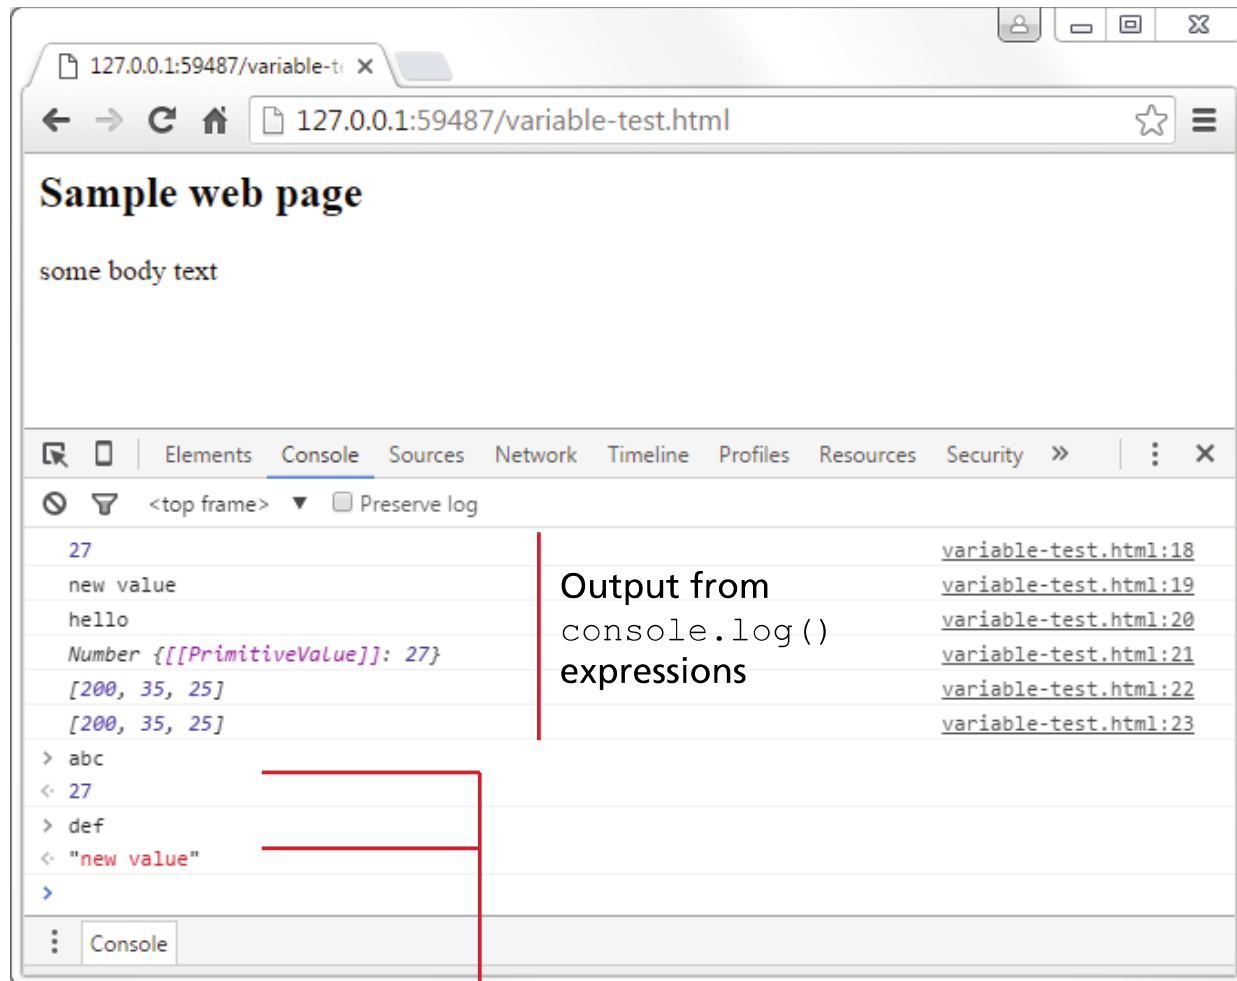 127.0.0.1:59487/variable-t
127.0.0.1:59487/variable-test.html
Sample web page
some body text
Elements Console Sources Network Timeline Profiles Resources Security »
<top frame> ▼ Preserve log
27 variable-test.html:18
new value variable-test.html:19
hello variable-test.html:20
Number {[[PrimitiveValue]]: 27} variable-test.html:21
[200, 35, 25] variable-test.html:22
[200, 35, 25] variable-test.html:23
Output from
console.log()
expressions
> abc
<· 27
> def
<· "new value"
>
Console